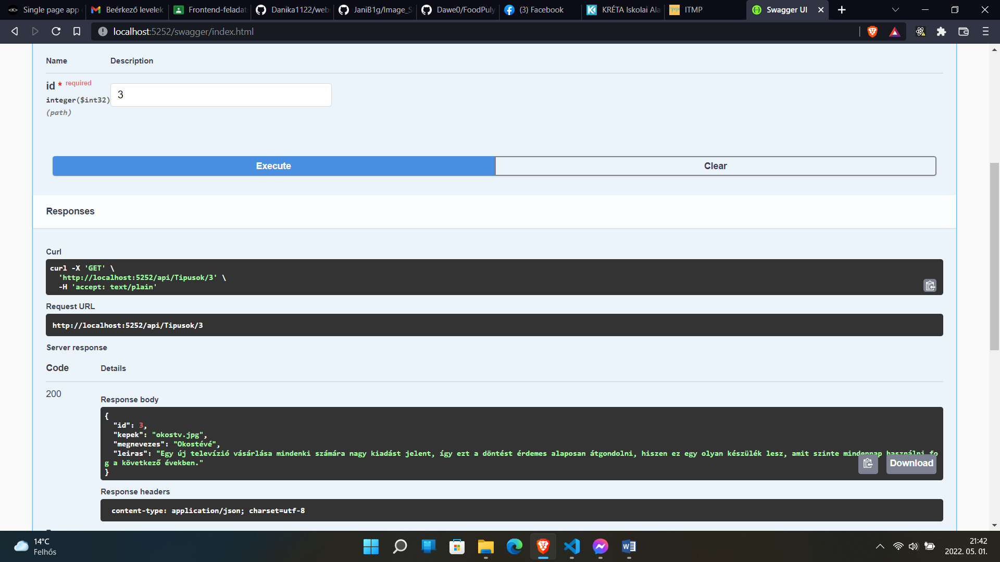 Single page app
Beérkező levelek
Frontend-feladat
Danika1122/web
JaniB1g/Image_S
Dawe0/FoodPuly
(3) Facebook
KRÉTA Iskolai Ala
ITMP
Swagger UI
localhost:5252/swagger/index.html
Name Description
id * required
3
integer($int32)
(path)
Execute Clear
Responses
Curl
curl -X 'GET' \
'http://localhost:5252/api/Tipusok/3' \
-H 'accept: text/plain'
Request URL
http://localhost:5252/api/Tipusok/3
Server response
Code Details
200
Response body
{
"id": 3,
"kepek": "okostv.jpg",
"megnevezes": "Okostévé",
"leiras": "Egy új televízió vásárlása mindenki számára nagy kiadást jelent, így ezt a döntést érdemes alaposan átgondolni, hiszen ez egy olyan készülék lesz, amit szinte mindennap használni fo
g a következő években."
}
Download
Response headers
content-type: application/json; charset=utf-8
14°C
Felhős
21:42
2022. 05. 01.